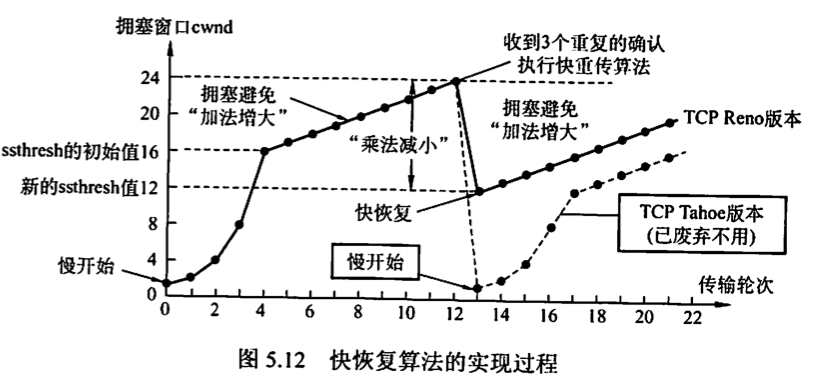 拥塞窗口cwnd
收到3个重复的确认
执行快重传算法
24
拥塞避免
“加法增大”
拥塞避免
“加法增大”
TCP Reno版本
20
“乘法减小”
ssthresh的初始值16
新的ssthresh值12
快恢复
TCP Tahoe版本
(已废弃不用)
8
慢开始
4
慢开始
传输轮次
0
0 2 4 6 8 10 12 14 16 18 20 22
图 5.12 快恢复算法的实现过程